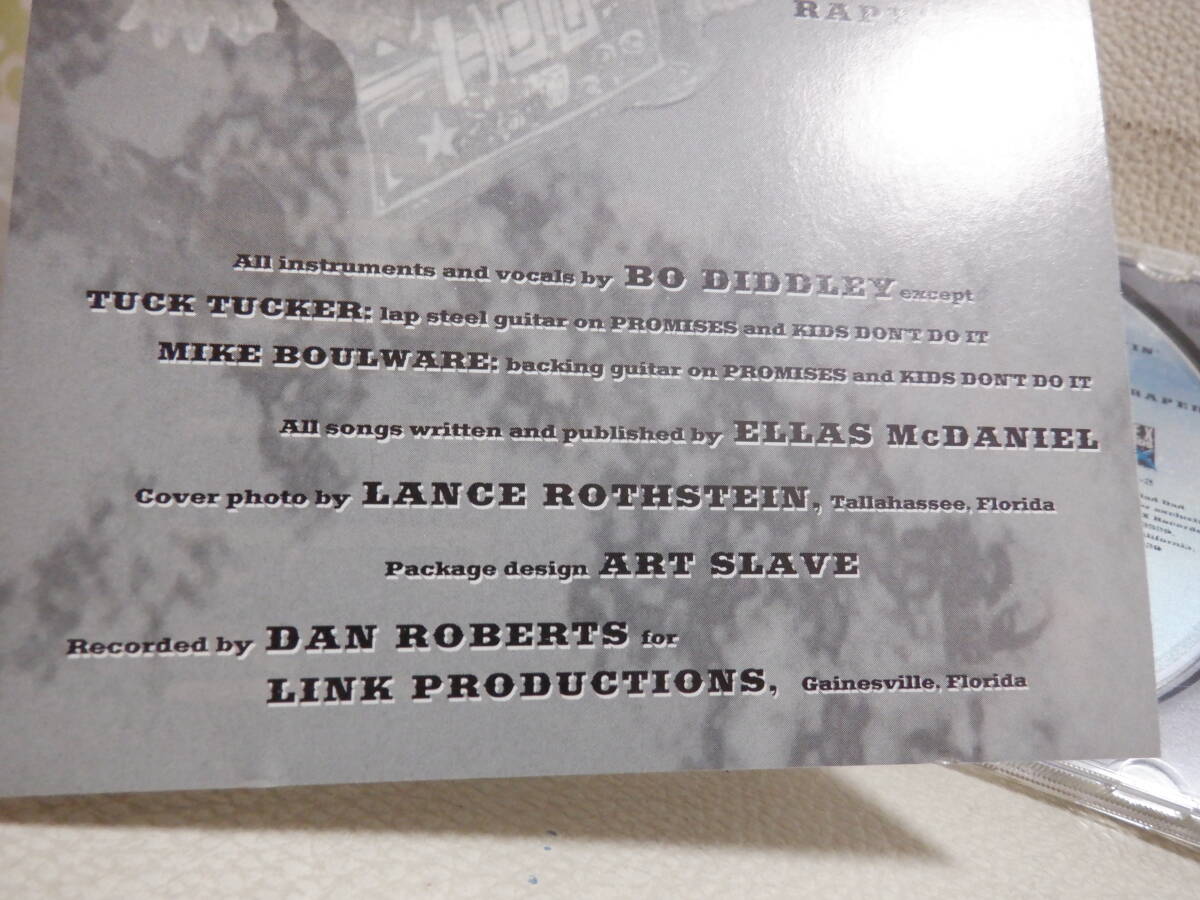 All instruments and vocals by BO DIDDLEY except
TUCK TUCKER: lap steel guitar on PROMISES and KIDS DON'T DO IT
MIKE BOULWARE: backing guitar on PROMISES and KIDS DON'T DO IT
All songs written and published by ELLAS McDANIEL
Cover photo by LANCE ROTHSTEIN, Tallahassee, Florida
Package design ART SLAVE
Recorded by DAN ROBERTS for
LINK PRODUCTIONS, Gainesville, Florida